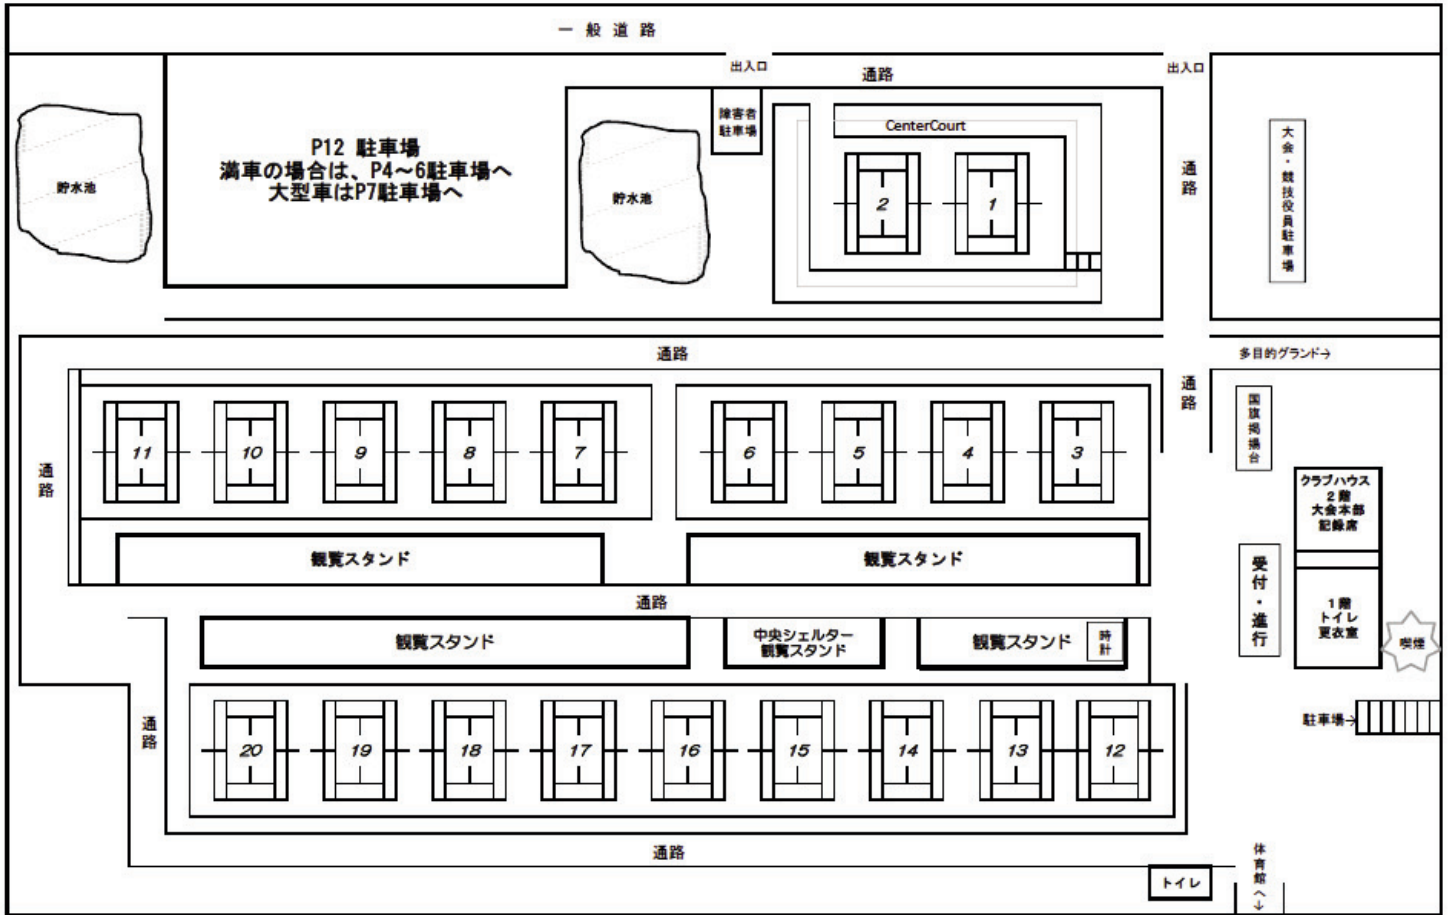 一 般 道 路
出入口
通路
出入口
障害者
駐車場
CenterCourt
P12 駐車場
満車の場合は、P4～6駐車場へ
大型車はP7駐車場へ
貯水池
貯水池
2
1
通路
大会・競技役員駐車場
通路
多目的グランド→
通路
国旗掲揚台
11
10
9
8
7
6
5
4
3
通路
クラブハウス
2階
大会本部
記録席
観覧スタンド
観覧スタンド
受付・進行
通路
1階
トイレ
更衣室
観覧スタンド
中央シェルター
観覧スタンド
観覧スタンド
時計
喫煙
通路
駐車場→
20
19
18
17
16
15
14
13
12
通路
体育館へ↓
トイレ